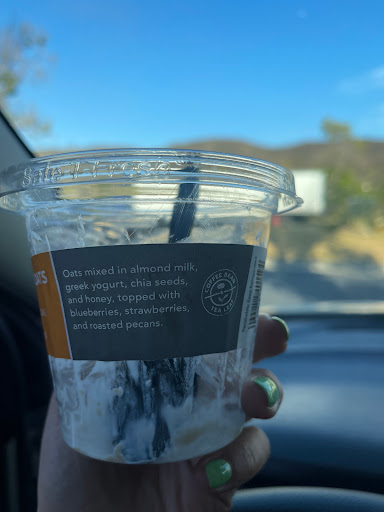 Oats mixed in almond milk,
greek yogurt, chia seeds,
and honey, topped with
blueberries, strawberries,
and roasted pecans.
COFFEE BEAN
TEA LEAF